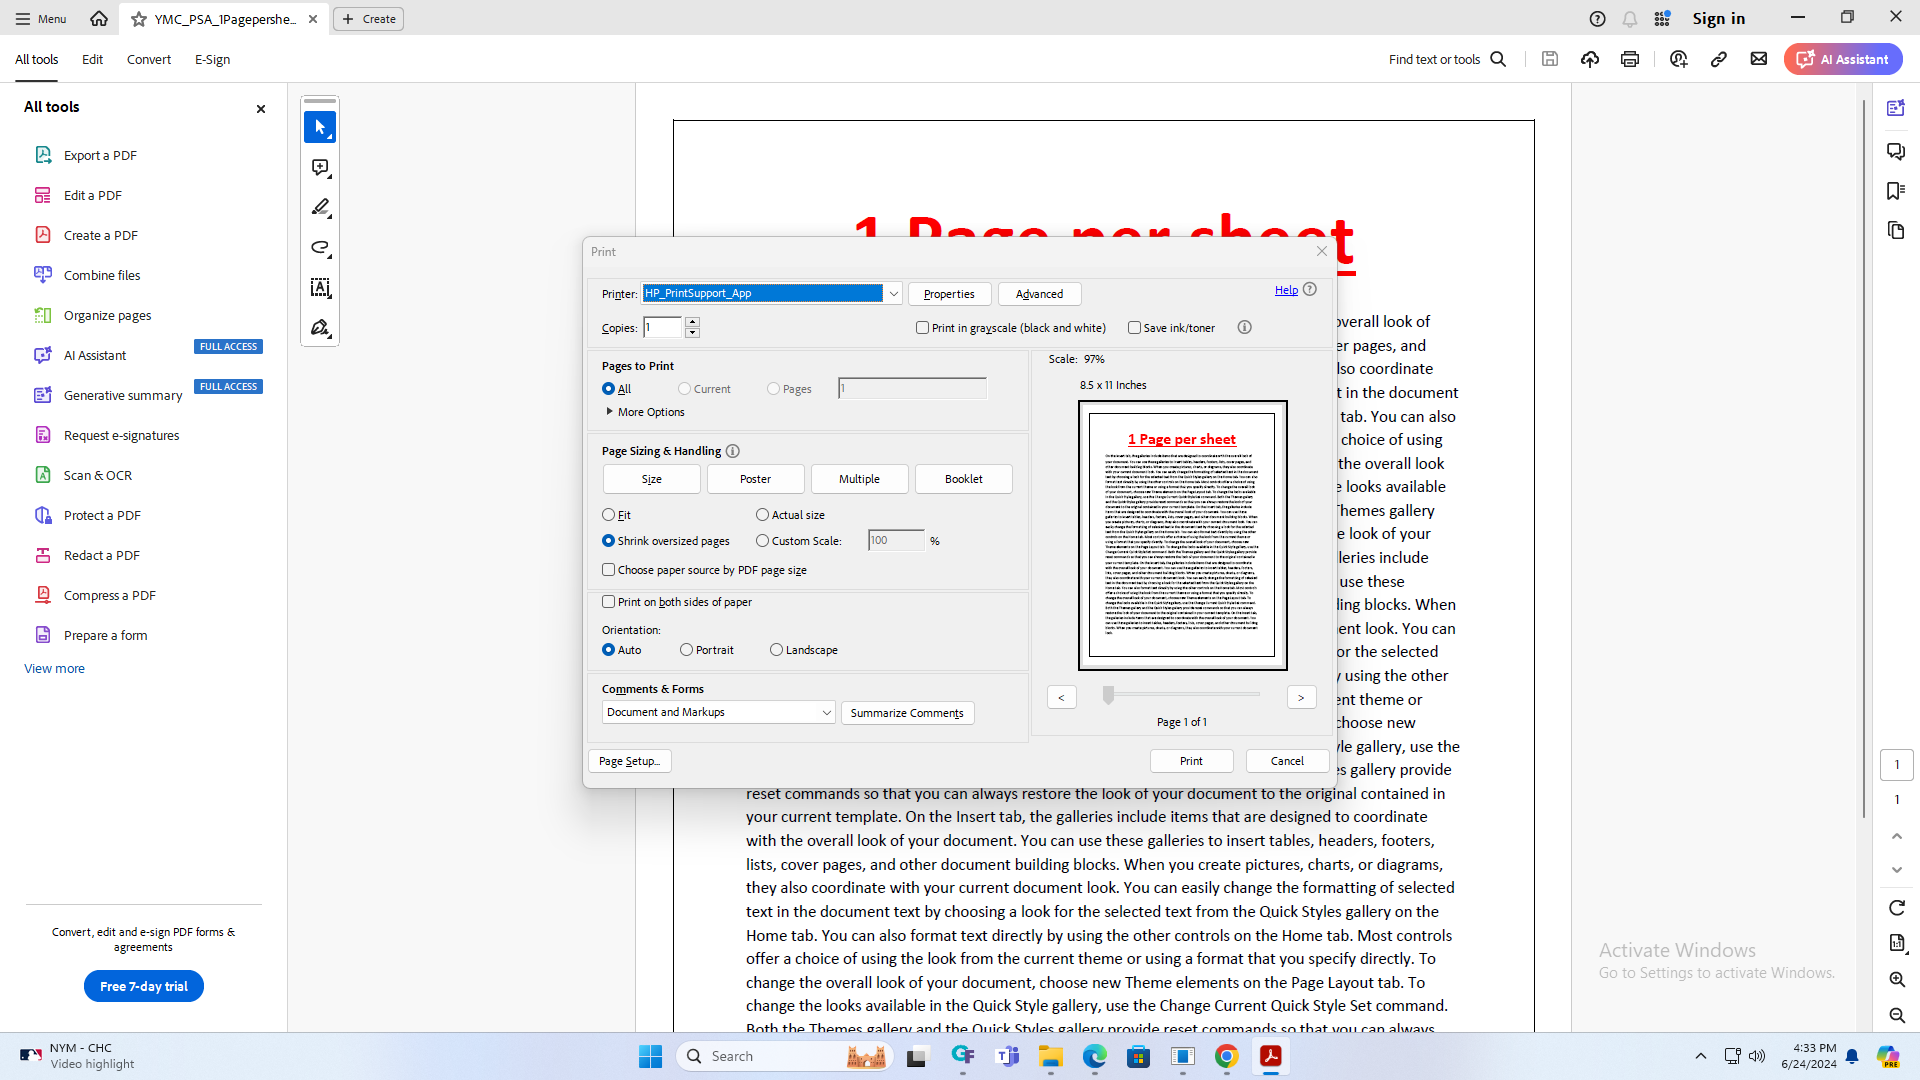 Menu
YMC_PSA_1Pagepershe...
Create
Sign in
All tools
Edit
Convert
E-Sign
Find text or tools
AI Assistant
All tools
Export a PDF
Edit a PDF
Create a PDF
Combine files
Organize pages
AI Assistant
FULL ACCESS
Generative summary
FULL ACCESS
Request e-signatures
Scan & OCR
Protect a PDF
Redact a PDF
Compress a PDF
Prepare a form
View more
Convert, edit and e-sign PDF forms &
agreements
Free 7-day trial
1 Page per sheet
Print
Printer:
HP_PrintSupport_App
Properties
Advanced
Help
Copies:
1
Print in grayscale (black and white)
Save ink/toner
Pages to Print
All
Current
Pages
1
More Options
Page Sizing & Handling
Size
Poster
Multiple
Booklet
Fit
Actual size
Shrink oversized pages
Custom Scale:
100
%
Choose paper source by PDF page size
Print on both sides of paper
Orientation:
Auto
Portrait
Landscape
Comments & Forms
Document and Markups
Summarize Comments
Page Setup...
Scale: 97%
8.5 x 11 Inches
1 Page per sheet
<
>
Page 1 of 1
Print
Cancel
overall look of
er pages, and
lso coordinate
t in the document
tab. You can also
choice of using
the overall look
e looks available
Themes gallery
e look of your
lleries include
use these
ling blocks. When
ent look. You can
or the selected
y using the other
ent theme or
choose new
yle gallery, use the
es gallery provide
reset commands so that you can always restore the look of your document to the original contained in
your current template. On the Insert tab, the galleries include items that are designed to coordinate
with the overall look of your document. You can use these galleries to insert tables, headers, footers,
lists, cover pages, and other document building blocks. When you create pictures, charts, or diagrams,
they also coordinate with your current document look. You can easily change the formatting of selected
text in the document text by choosing a look for the selected text from the Quick Styles gallery on the
Home tab. You can also format text directly by using the other controls on the Home tab. Most controls
offer a choice of using the look from the current theme or using a format that you specify directly. To
change the overall look of your document, choose new Theme elements on the Page Layout tab. To
change the looks available in the Quick Style gallery, use the Change Current Quick Style Set command.
Both the Themes gallery and the Quick Styles gallery provide reset commands so that you can always
1
1
Activate Windows
Go to Settings to activate Windows.
NYM - CHC
Video highlight
Search
4:33 PM
6/24/2024
PRE